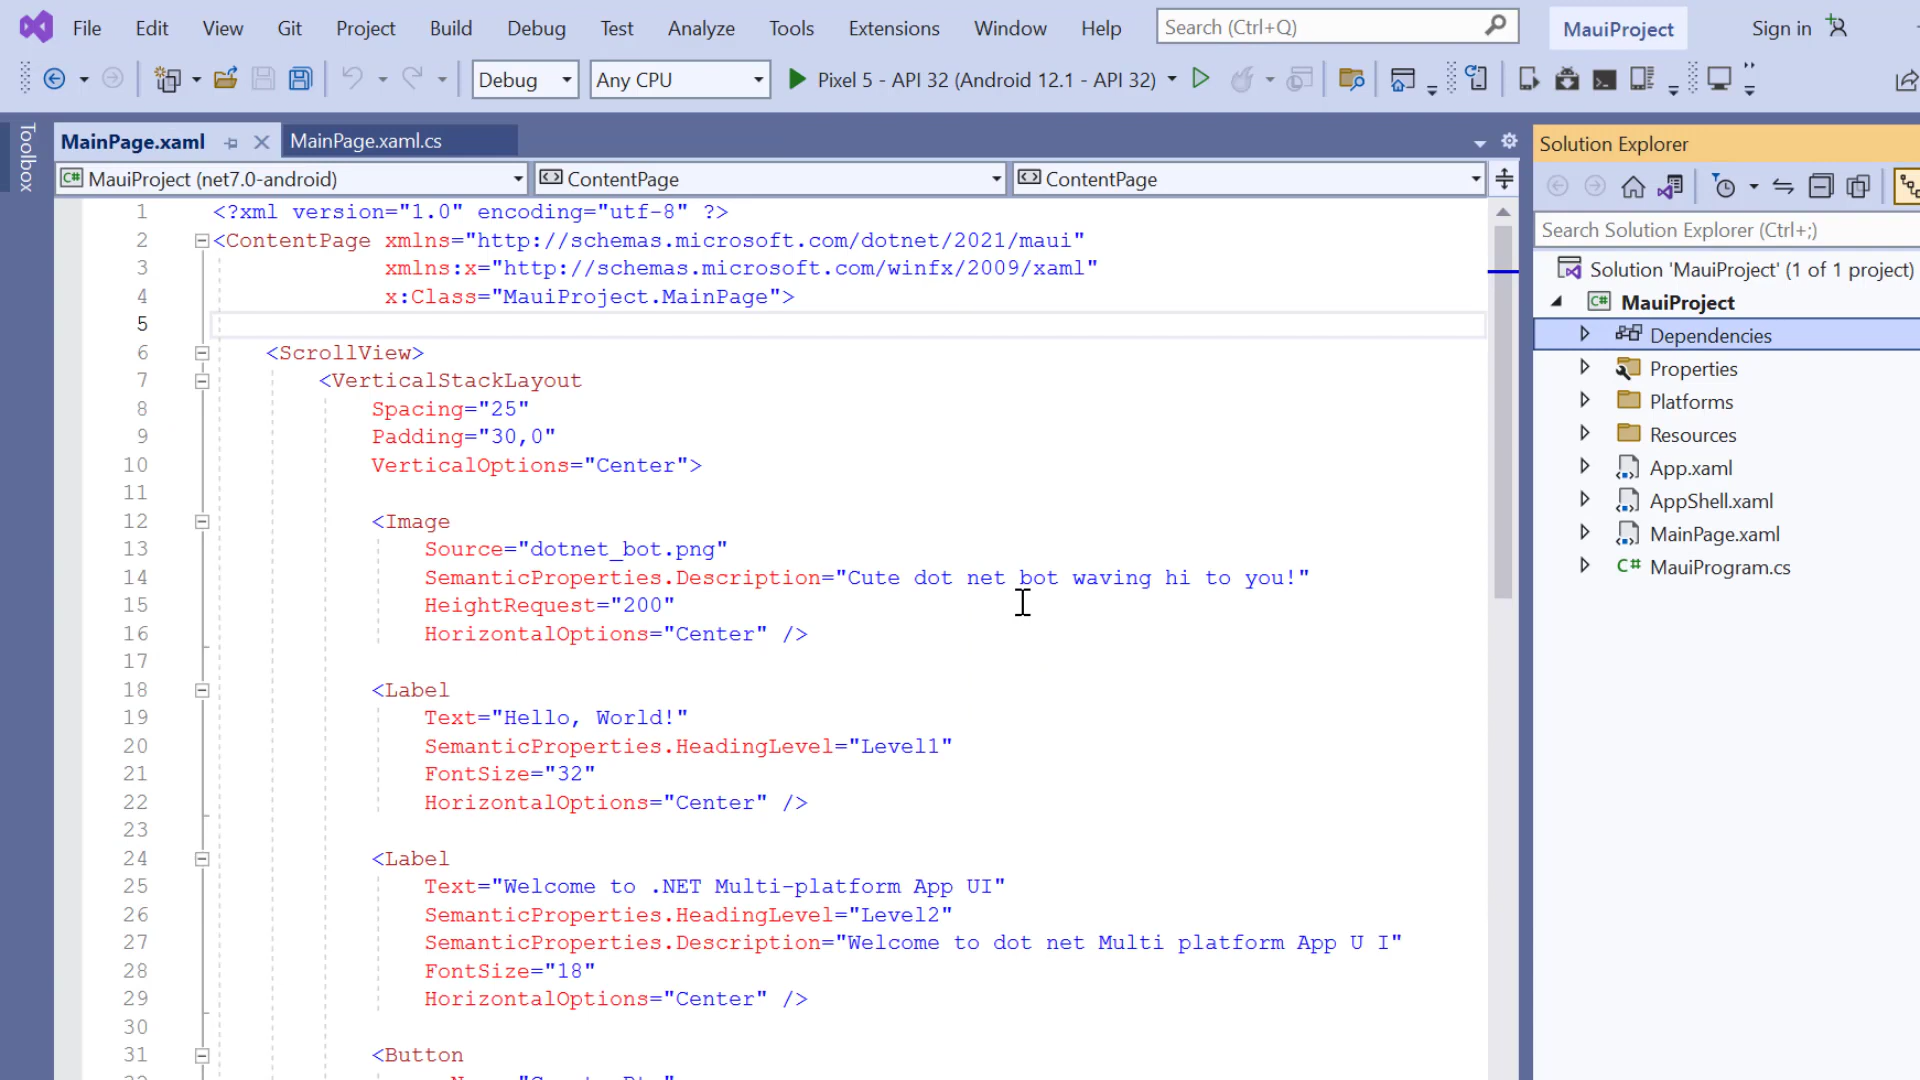 File Edit View Git Project Build Debug Test Analyze Tools Extensions Window Help Search (Ctrl+Q) MauiProject Sign in
Debug Any CPU Pixel 5 - API 32 (Android 12.1 - API 32)
Toolbox
MainPage.xaml MainPage.xaml.cs
MauiProject (net7.0-android) ContentPage ContentPage
1 <?xml version="1.0" encoding="utf-8" ?>
2 <ContentPage xmlns="http://schemas.microsoft.com/dotnet/2021/maui"
3 xmlns:x="http://schemas.microsoft.com/winfx/2009/xaml"
4 x:Class="MauiProject.MainPage">
5
6 <ScrollView>
7 <VerticalStackLayout
8 Spacing="25"
9 Padding="30,0"
10 VerticalOptions="Center">
11
12 <Image
13 Source="dotnet_bot.png"
14 SemanticProperties.Description="Cute dot net bot waving hi to you!"
15 HeightRequest="200"
16 HorizontalOptions="Center" />
17
18 <Label
19 Text="Hello, World!"
20 SemanticProperties.HeadingLevel="Level1"
21 FontSize="32"
22 HorizontalOptions="Center" />
23
24 <Label
25 Text="Welcome to .NET Multi-platform App UI"
26 SemanticProperties.HeadingLevel="Level2"
27 SemanticProperties.Description="Welcome to dot net Multi platform App U I"
28 FontSize="18"
29 HorizontalOptions="Center" />
30
31 <Button
Solution Explorer
Search Solution Explorer (Ctrl+;)
Solution 'MauiProject' (1 of 1 project)
C# MauiProject
Dependencies
Properties
Platforms
Resources
App.xaml
AppShell.xaml
MainPage.xaml
C# MauiProgram.cs